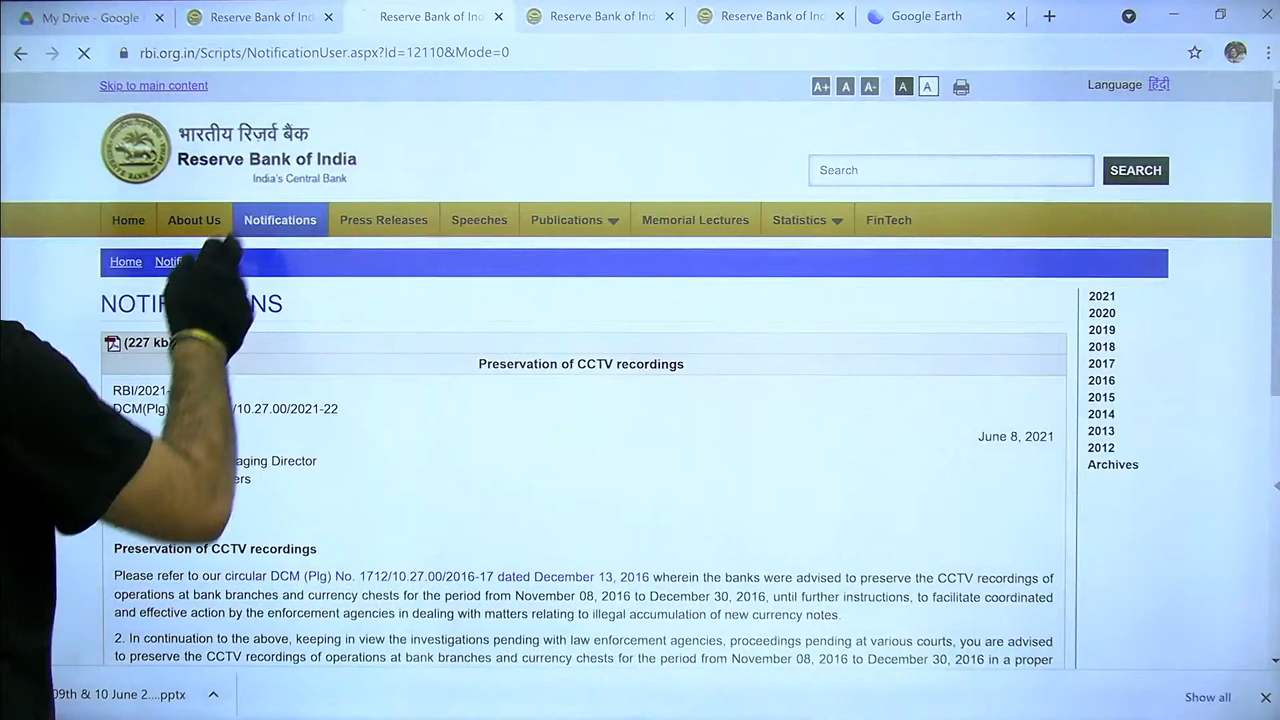 My Drive - Google
Reserve Bank of Ind
Reserve Bank of Ind
Reserve Bank of Ind
Reserve Bank of Ind
Google Earth
rbi.org.in/Scripts/NotificationUser.aspx?Id=12110&Mode=0
Skip to main content
A+ A A- A A
Language हिंदी
भारतीय रिज़र्व बैंक
Reserve Bank of India
India's Central Bank
Search
SEARCH
Home About Us Notifications Press Releases Speeches Publications Memorial Lectures Statistics FinTech
Home
NS
2021
2020
2019
2018
2017
2016
2015
2014
2013
2012
Archives
(227 kb
Preservation of CCTV recordings
RBI/2021-
DCM(Plg) /10.27.00/2021-22
June 8, 2021
aging Director
ers
Preservation of CCTV recordings
Please refer to our circular DCM (Plg) No. 1712/10.27.00/2016-17 dated December 13, 2016 wherein the banks were advised to preserve the CCTV recordings of
operations at bank branches and currency chests for the period from November 08, 2016 to December 30, 2016, until further instructions, to facilitate coordinated
and effective action by the enforcement agencies in dealing with matters relating to illegal accumulation of new currency notes.
2. In continuation to the above, keeping in view the investigations pending with law enforcement agencies, proceedings pending at various courts, you are advised
to preserve the CCTV recordings of operations at bank branches and currency chests for the period from November 08, 2016 to December 30, 2016 in a proper
09th & 10 June 2....pptx
Show all